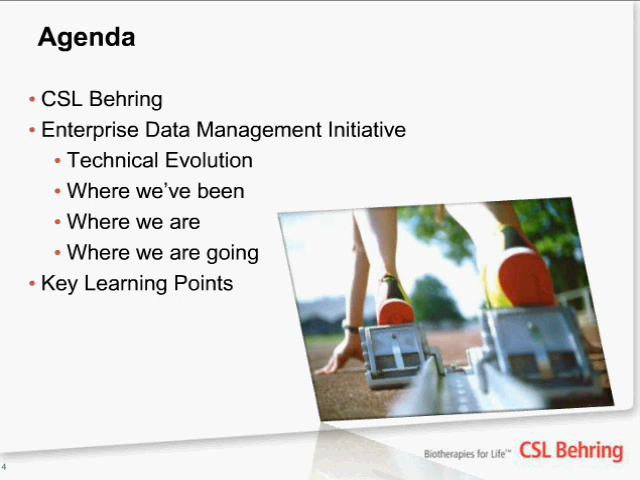 Agenda
• CSL Behring
• Enterprise Data Management Initiative
• Technical Evolution
• Where we've been
• Where we are
• Where we are going
• Key Learning Points
4
Biotherapies for Life™ CSL Behring